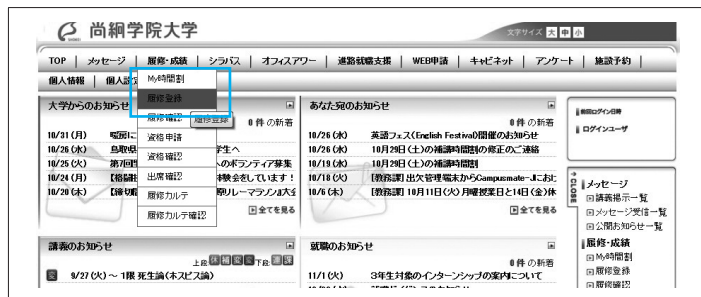 尚絅学院大学
文字サイズ 大 中 小
TOP | メッセージ | 履修・成績 | シラバス | オフィスアワー | 進路就職支援 | WEB申請 | キャビネット | アンケート | 施設予約 |
個人情報 | 個人設定
My時間割
履修登録
履修確認
履修登録
資格申請
資格確認
出席確認
履修カルテ
履修カルテ確認
大学からのお知らせ
0件の新着
10/31(月) 暖房に
10/26(水) 鳥取県 学生へ
10/25(火) 第7回 へのボランティア募集
10/24(月) 【格闘技 体験会をしています!
10/20(木) 【締切 リレーマラソン】大会
全てを見る
あなた宛のお知らせ
0件の新着
10/26(水) 英語フェス(English Festival)開催のお知らせ
10/26(水) 10月29日(土)の補講時間割の修正のご連絡
10/19(水) 10月29日(土)の補講時間割
10/18(火) 【教務課】出欠管理端末からCampusmate-Jにおに
10/6(木) 【教務課】10月11日(火)月曜授業日と14日(金)休
全てを見る
前回ログイン日時
ログインユーザ
CLOSE
メッセージ
講義掲示一覧
メッセージ受信一覧
公開お知らせ一覧
履修・成績
My時間割
履修登録
履修確認
講義のお知らせ
上段:休 補 変 変 下段:遅 課
変 9/27(火)~ 1限 死生論(ホスピス論)
就職のお知らせ
0件の新着
11/1(火) 3年生対象のインターンシップの案内について